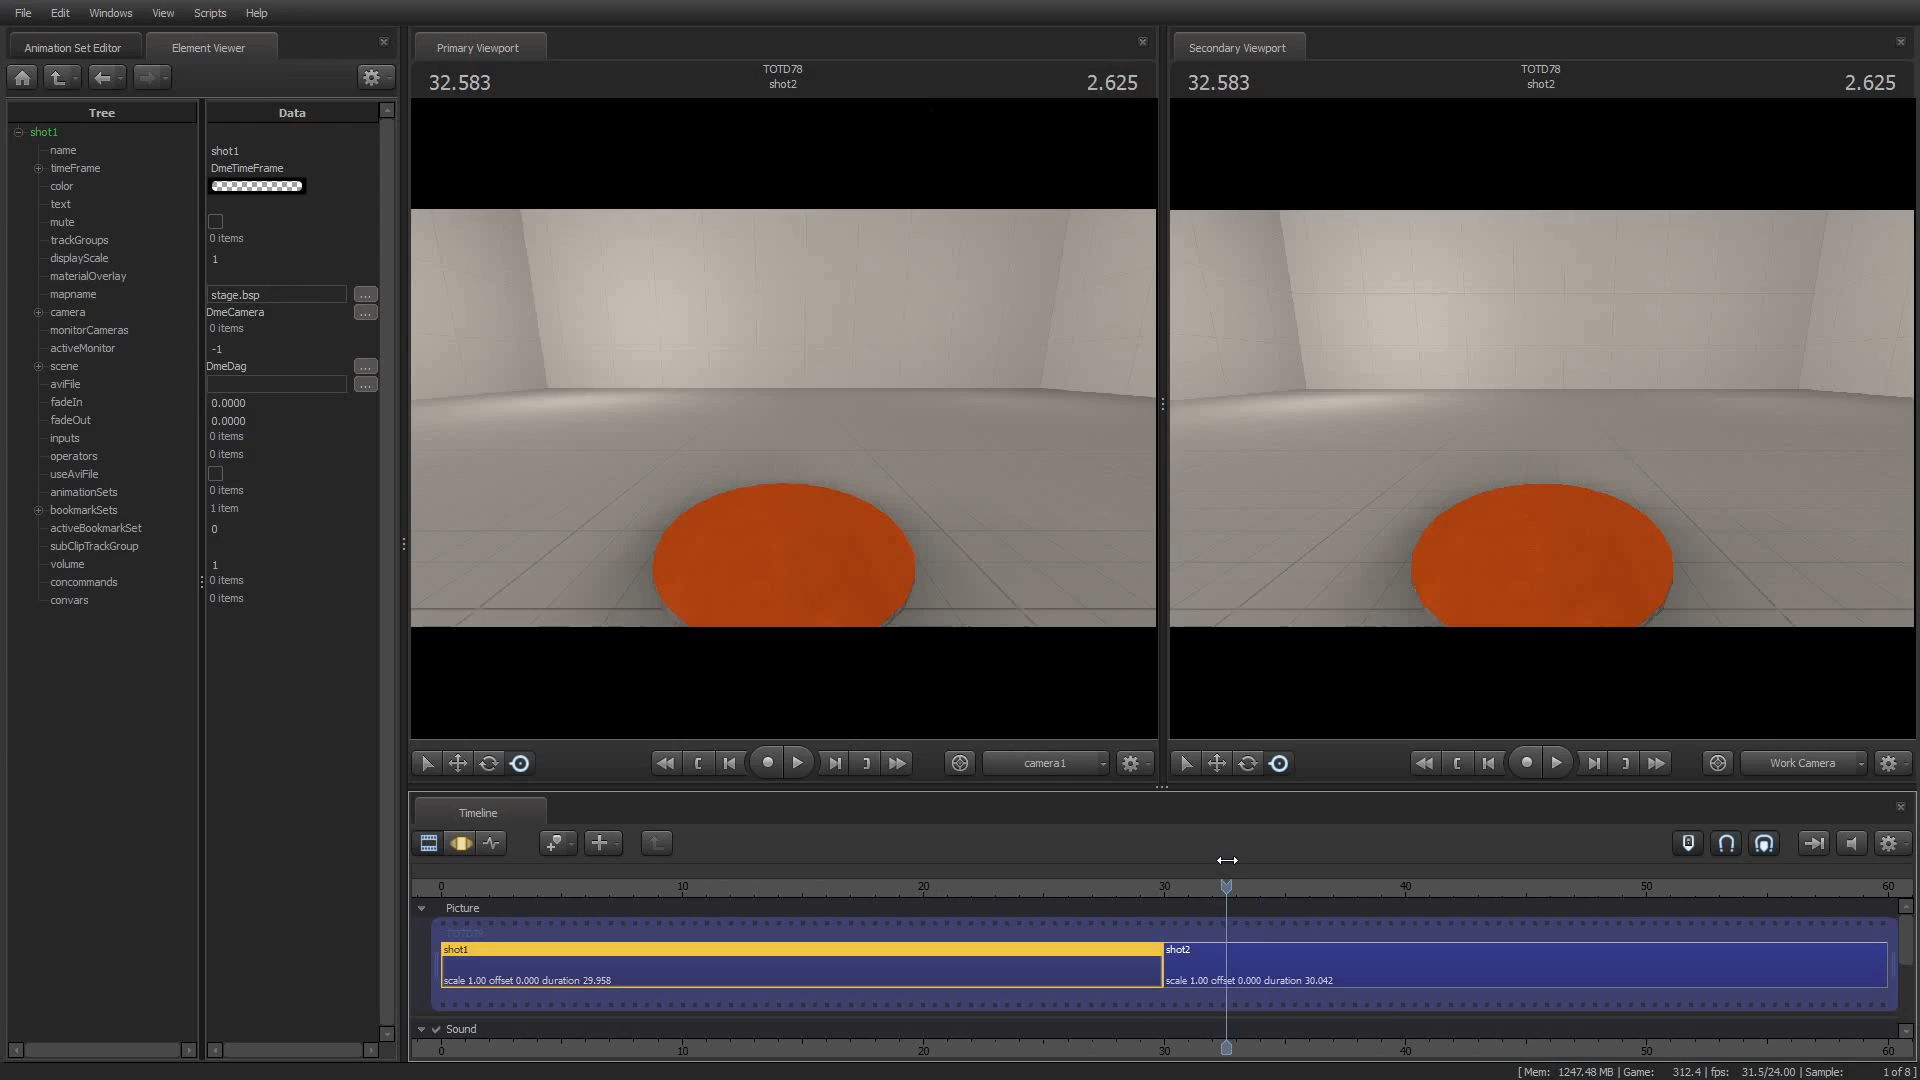 File Edit Windows View Scripts Help
Animation Set Editor Element Viewer
Primary Viewport
Secondary Viewport
32.583 TOTD78 shot2 2.625
32.583 TOTD78 shot2 2.625
Tree Data
shot1
name shot1
timeFrame DmeTimeFrame
color
text
mute
trackGroups 0 items
displayScale 1
materialOverlay
mapname stage.bsp ...
camera DmeCamera ...
monitorCameras 0 items
activeMonitor -1
scene DmeDag ...
aviFile ...
fadeIn 0.0000
fadeOut 0.0000
inputs 0 items
operators 0 items
useAviFile
animationSets 0 items
bookmarkSets 1 item
activeBookmarkSet 0
subClipTrackGroup
volume 1
concommands 0 items
convars 0 items
camera1
Work Camera
Timeline
0 10 20 30 40 50 60
Picture
shot1 shot2
scale 1.00 offset 0.000 duration 29.958 scale 1.00 offset 0.000 duration 30.042
Sound
0 10 20 30 40 50 60
[ Mem: 1247.48 MB | Game: 312.4 | fps: 31.5/24.00 | Sample: 1 of 8 ]